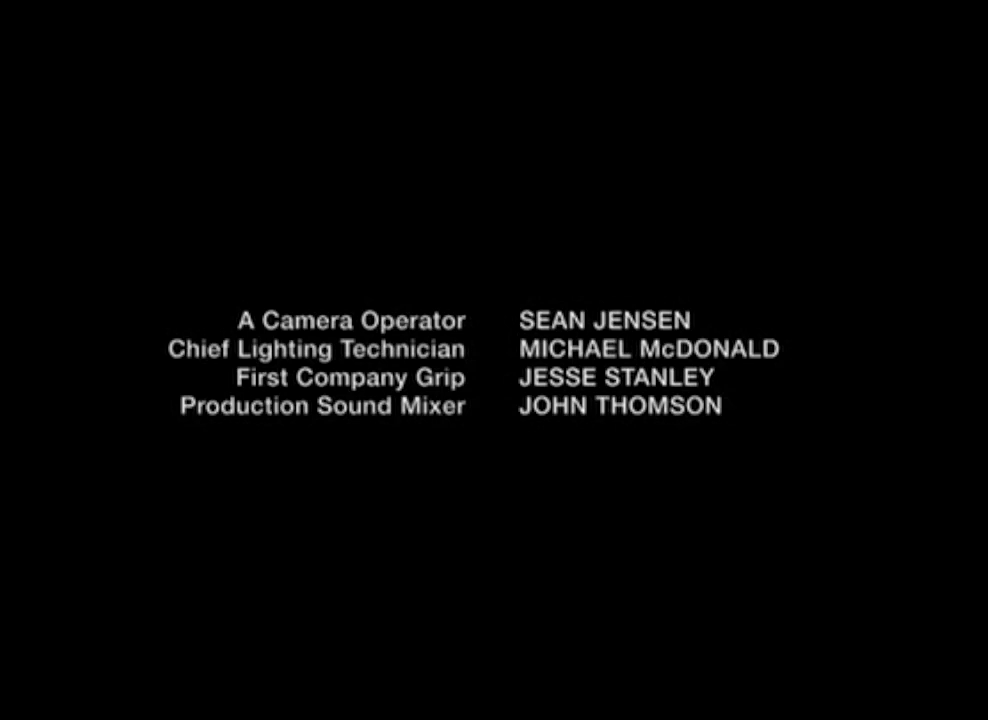 A Camera Operator SEAN JENSEN
Chief Lighting Technician MICHAEL McDONALD
First Company Grip JESSE STANLEY
Production Sound Mixer JOHN THOMSON